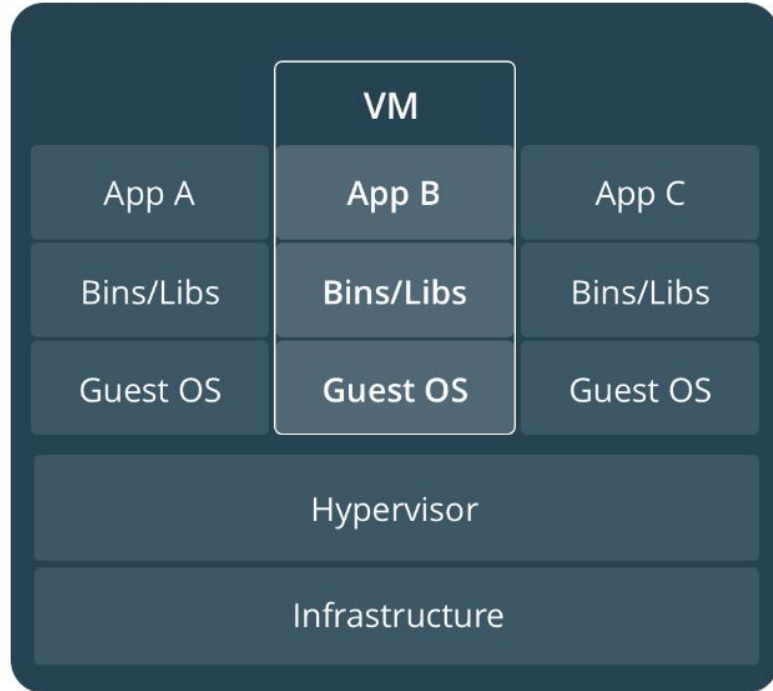 VM
App A
App B
App C
Bins/Libs
Bins/Libs
Bins/Libs
Guest OS
Guest OS
Guest OS
Hypervisor
Infrastructure